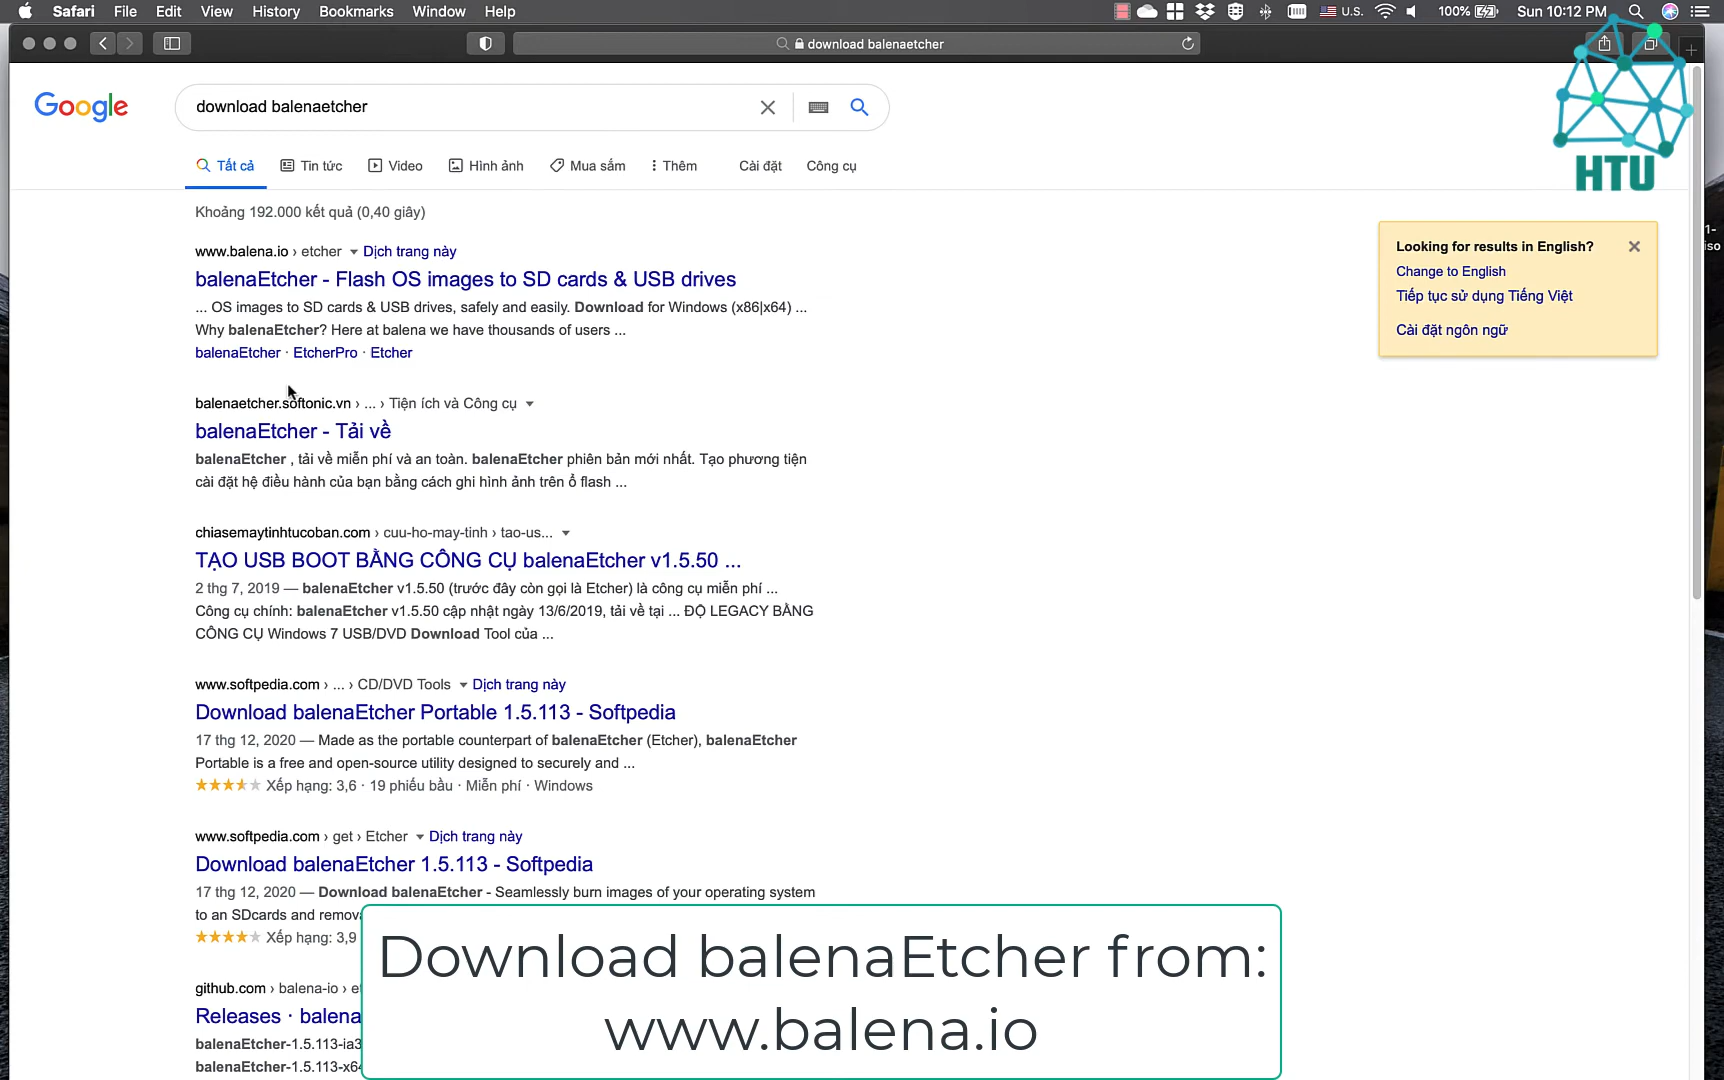 Safari File Edit View History Bookmarks Window Help
U.S. 100% Sun 10:12 PM
download balenaetcher
HTU
Google
download balenaetcher
Tất cả Tin tức Video Hình ảnh Mua sắm Thêm Cài đặt Công cụ
Khoảng 192.000 kết quả (0,40 giây)
www.balena.io › etcher Dịch trang này
balenaEtcher - Flash OS images to SD cards & USB drives
... OS images to SD cards & USB drives, safely and easily. Download for Windows (x86|x64) ...
Why balenaEtcher? Here at balena we have thousands of users ...
balenaEtcher · EtcherPro · Etcher
Looking for results in English?
Change to English
Tiếp tục sử dụng Tiếng Việt
Cài đặt ngôn ngữ
1-
iso
balenaetcher.softonic.vn › ... › Tiện ích và Công cụ
balenaEtcher - Tải về
balenaEtcher , tải về miễn phí và an toàn. balenaEtcher phiên bản mới nhất. Tạo phương tiện
cài đặt hệ điều hành của bạn bằng cách ghi hình ảnh trên ổ flash ...
chiasemaytinhtucoban.com › cuu-ho-may-tinh › tao-us...
TẠO USB BOOT BẰNG CÔNG CỤ balenaEtcher v1.5.50 ...
2 thg 7, 2019 — balenaEtcher v1.5.50 (trước đây còn gọi là Etcher) là công cụ miễn phí ...
Công cụ chính: balenaEtcher v1.5.50 cập nhật ngày 13/6/2019, tải về tại ... ĐỘ LEGACY BẰNG
CÔNG CỤ Windows 7 USB/DVD Download Tool của ...
www.softpedia.com › ... › CD/DVD Tools Dịch trang này
Download balenaEtcher Portable 1.5.113 - Softpedia
17 thg 12, 2020 — Made as the portable counterpart of balenaEtcher (Etcher), balenaEtcher
Portable is a free and open-source utility designed to securely and ...
Xếp hạng: 3,6 · 19 phiếu bầu · Miễn phí · Windows
www.softpedia.com › get › Etcher Dịch trang này
Download balenaEtcher 1.5.113 - Softpedia
17 thg 12, 2020 — Download balenaEtcher - Seamlessly burn images of your operating system
to an SDcards and remov
Xếp hạng: 3,9
github.com › balena-io › e
Releases · balena
balenaEtcher-1.5.113-ia3
balenaEtcher-1.5.113-x6
Download balenaEtcher from:
www.balena.io